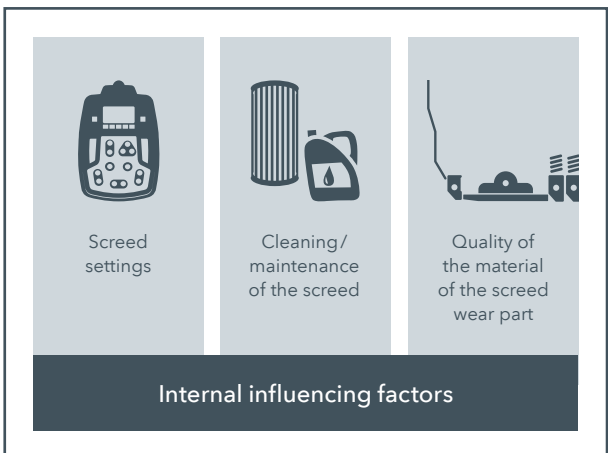 Screed
settings
Cleaning/
maintenance
of the screed
Quality of
the material
of the screed
wear part
Internal influencing factors